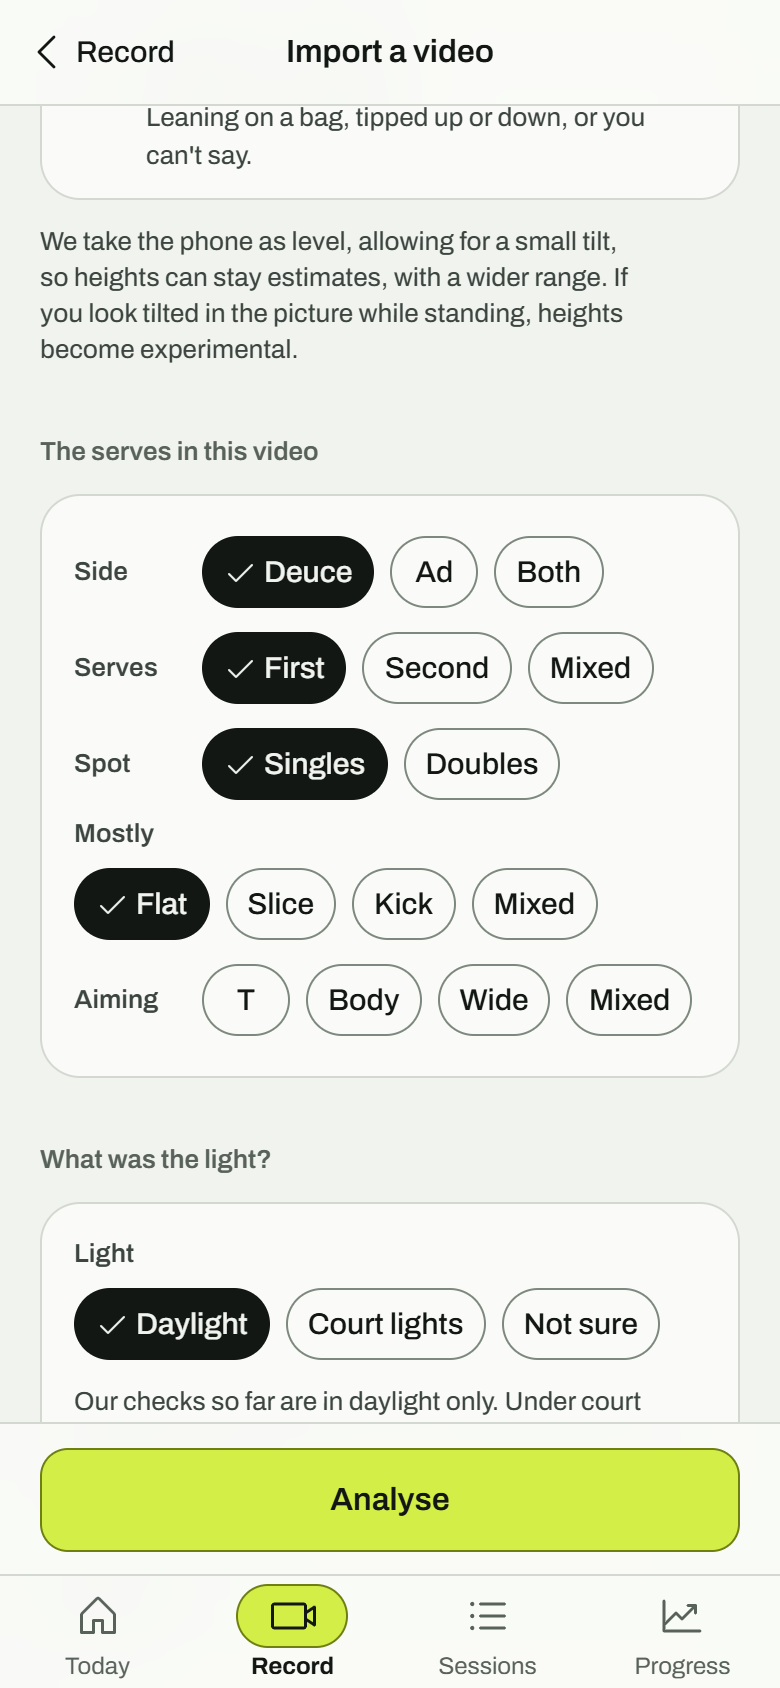 Record
Import a video
Leaning on a bag, tipped up or down, or you
can't say.
We take the phone as level, allowing for a small tilt,
so heights can stay estimates, with a wider range. If
you look tilted in the picture while standing, heights
become experimental.
The serves in this video
Side Deuce Ad Both
Serves First Second Mixed
Spot Singles Doubles
Mostly
Flat Slice Kick Mixed
Aiming T Body Wide Mixed
What was the light?
Light
Daylight Court lights Not sure
Our checks so far are in daylight only. Under court
Analyse
Today Record Sessions Progress